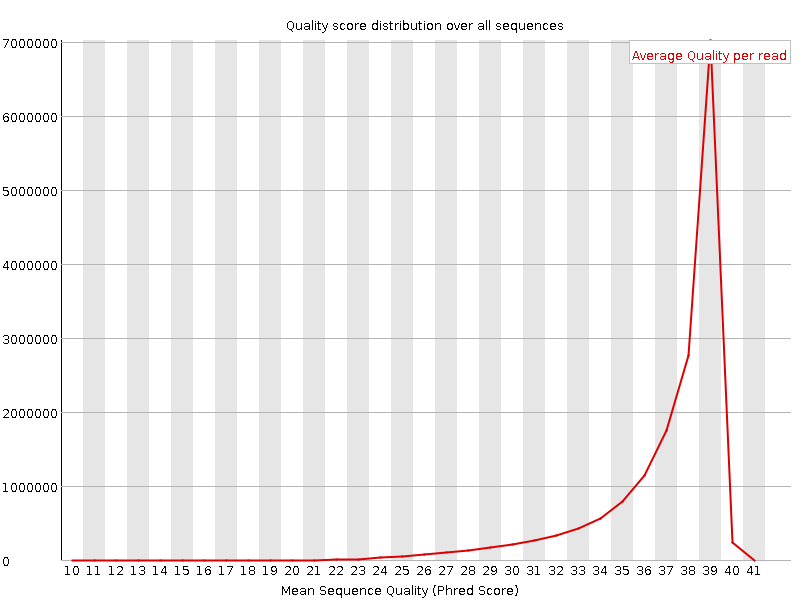 Quality score distribution over all sequences
Average Quality per read
7000000
6000000
5000000
4000000
3000000
2000000
1000000
0
10 11 12 13 14 15 16 17 18 19 20 21 22 23 24 25 26 27 28 29 30 31 32 33 34 35 36 37 38 39 40 41
Mean Sequence Quality (Phred Score)